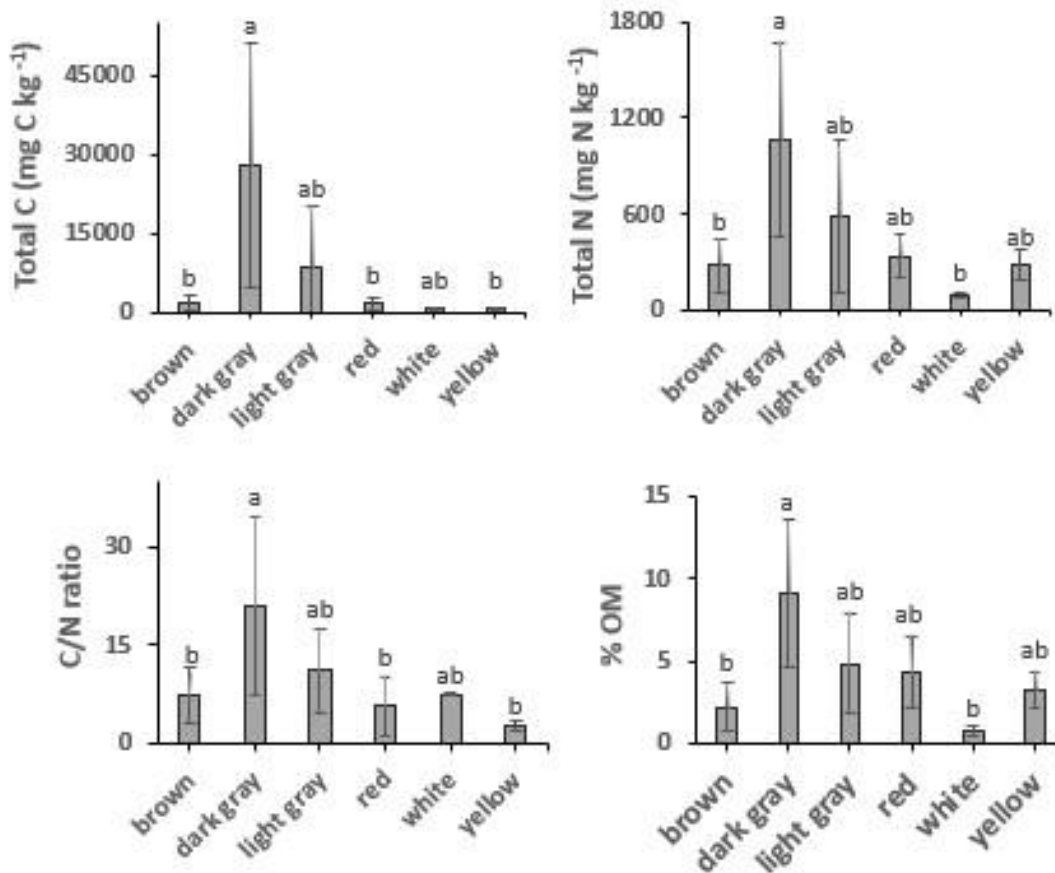 Total C (mg C kg⁻¹)
45000
30000
15000
0
b
a
ab
b
ab
b
brown
dark gray
light gray
red
white
yellow
Total N (mg N kg⁻¹)
1800
1200
600
0
b
a
ab
ab
b
ab
brown
dark gray
light gray
red
white
yellow
C/N ratio
30
15
0
b
a
ab
b
ab
b
brown
dark gray
light gray
red
white
yellow
% OM
15
10
5
0
b
a
ab
ab
b
ab
brown
dark gray
light gray
red
white
yellow